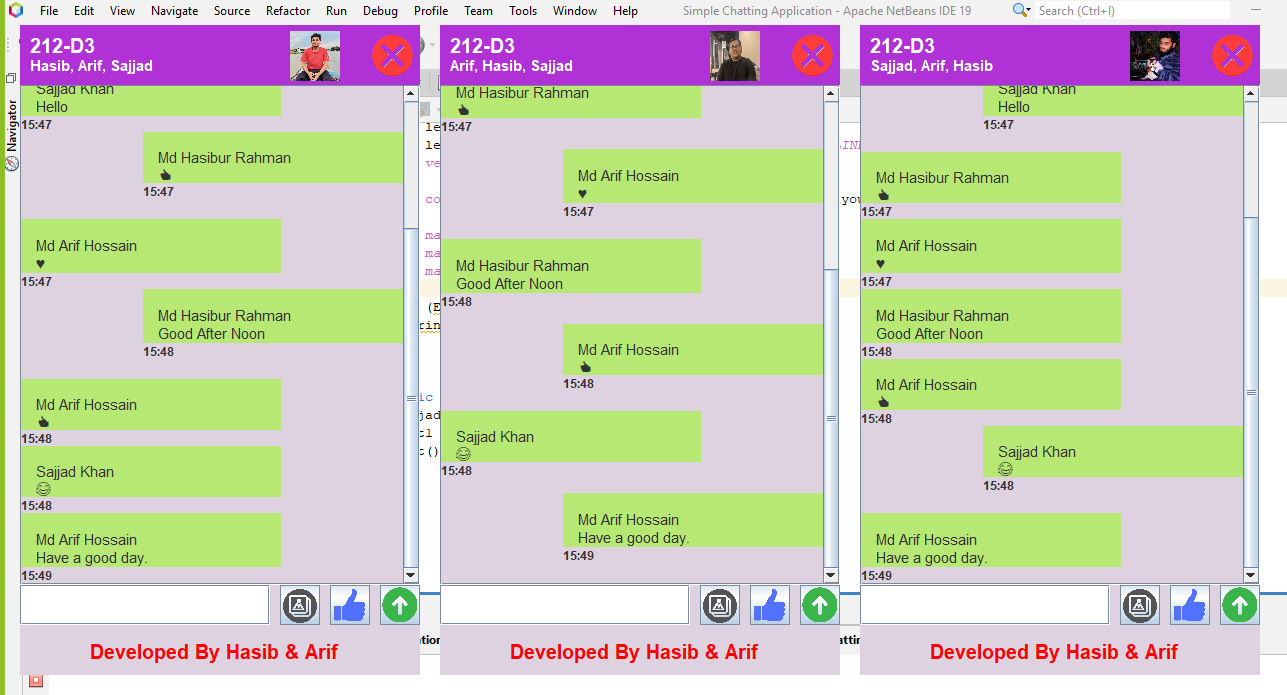 File Edit View Navigate Source Refactor Run Debug Profile Team Tools Window Help Simple Chatting Application - Apache NetBeans IDE 19 Search (Ctrl+I)
Navigator
212-D3
Hasib, Arif, Sajjad
Sajjad Khan
Hello
15:47
Md Hasibur Rahman
15:47
Md Arif Hossain
♥
15:47
Md Hasibur Rahman
Good After Noon
15:48
Md Arif Hossain
15:48
Sajjad Khan
😂
15:48
Md Arif Hossain
Have a good day.
15:49
Developed By Hasib & Arif
212-D3
Arif, Hasib, Sajjad
Md Hasibur Rahman
15:47
Md Arif Hossain
♥
15:47
Md Hasibur Rahman
Good After Noon
15:48
Md Arif Hossain
15:48
Sajjad Khan
😂
15:48
Md Arif Hossain
Have a good day.
15:49
Developed By Hasib & Arif
212-D3
Sajjad, Arif, Hasib
Sajjad Khan
Hello
15:47
Md Hasibur Rahman
15:47
Md Arif Hossain
♥
15:47
Md Hasibur Rahman
Good After Noon
15:48
Md Arif Hossain
15:48
Sajjad Khan
😂
15:48
Md Arif Hossain
Have a good day.
15:49
Developed By Hasib & Arif